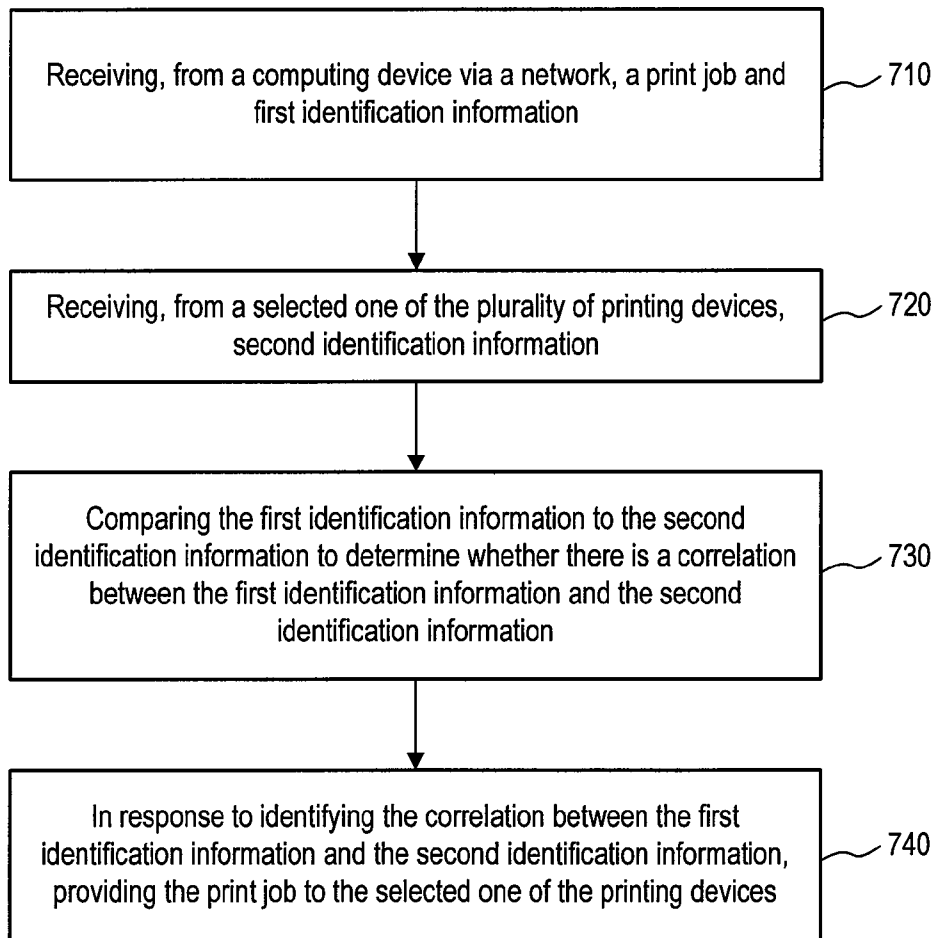 Receiving, from a computing device via a network, a print job and
first identification information
710
Receiving, from a selected one of the plurality of printing devices,
second identification information
720
Comparing the first identification information to the second
identification information to determine whether there is a correlation
between the first identification information and the second
identification information
730
In response to identifying the correlation between the first
identification information and the second identification information,
providing the print job to the selected one of the printing devices
740